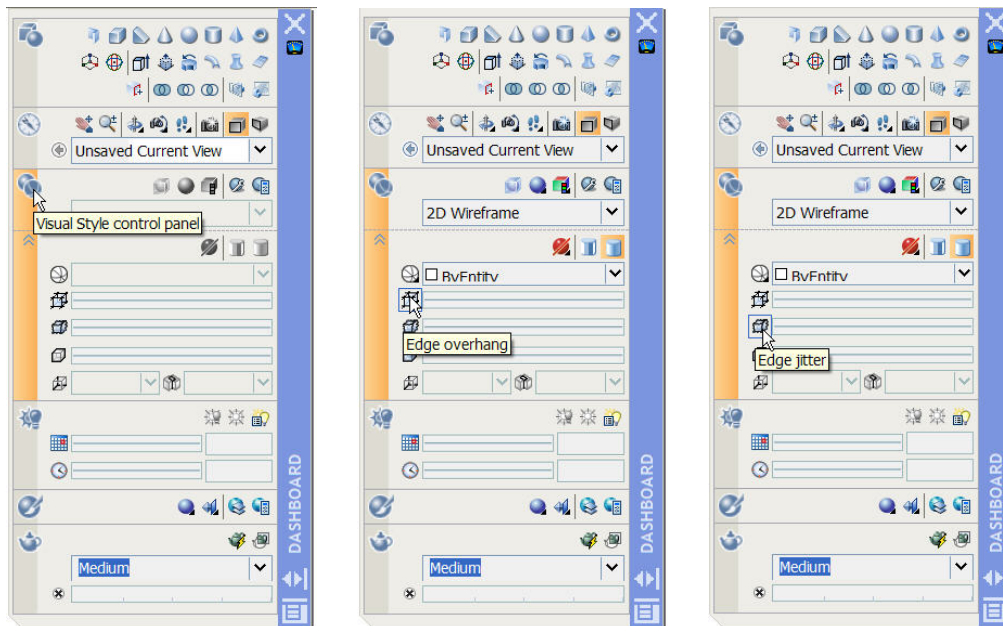 Unsaved Current View
Visual Style control panel
Medium
DASHBOARD
Unsaved Current View
2D Wireframe
ByEntity
Edge overhang
Medium
DASHBOARD
Unsaved Current View
2D Wireframe
ByEntity
Edge jitter
Medium
DASHBOARD